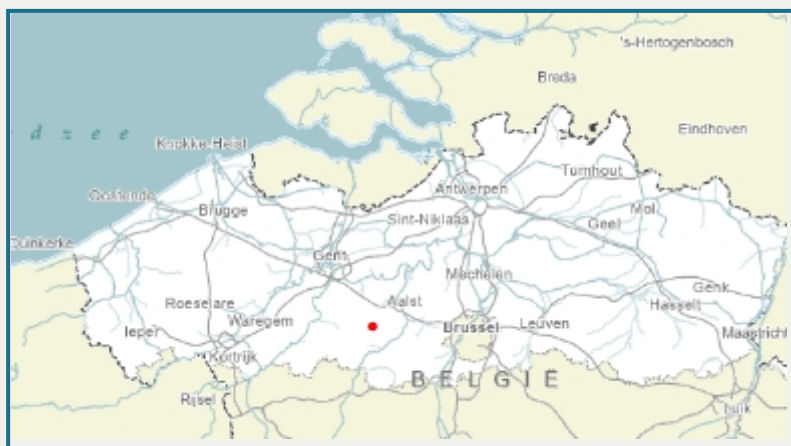 's-Hertogenbosch
Breda
Eindhoven
d z e e
Knokke-Heist
Turnhout
Antwerpen
Oostende
Brugge
Sint-Niklaas
Geel
Mol
Duinkerke
Gent
Mechelen
Genk
Roeselare
Aalst
Hasselt
Ieper
Waregem
Brussel
Leuven
Maastricht
Kortrijk
BELGIË
Rijsel
Luik